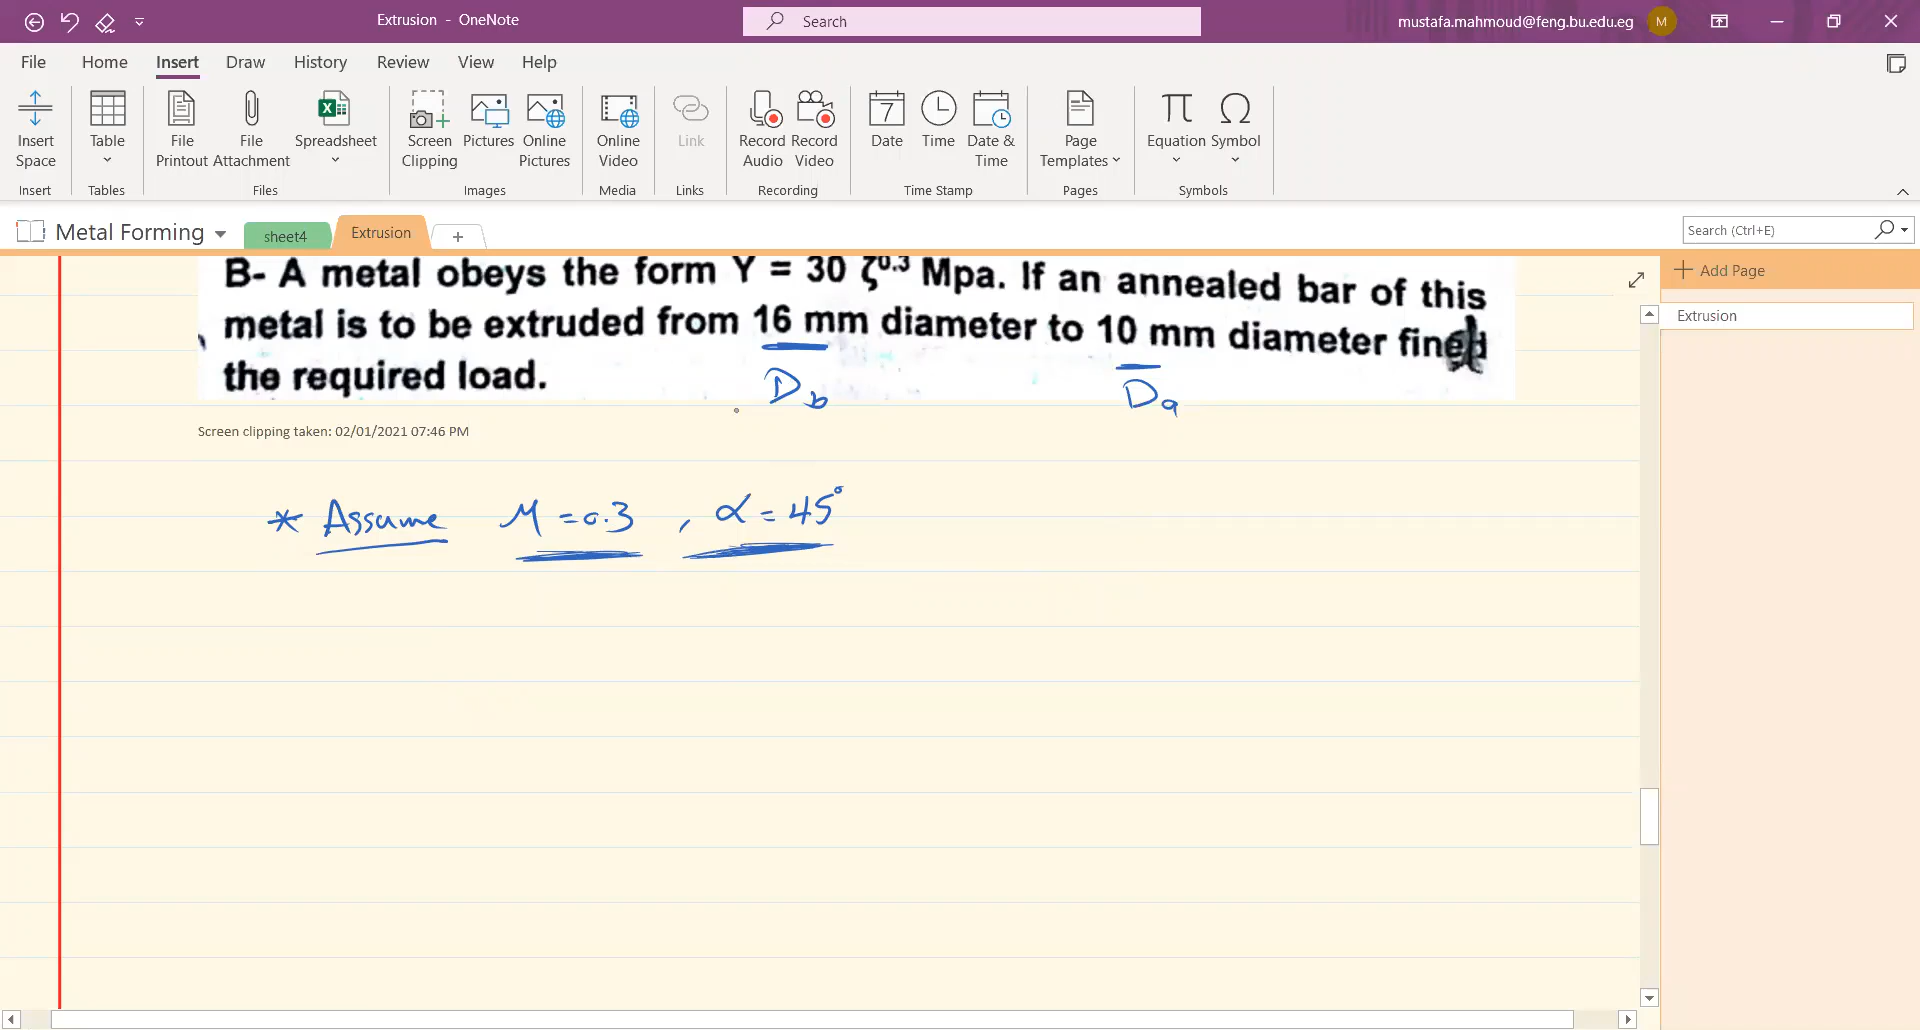 Extrusion - OneNote
Search
mustafa.mahmoud@feng.bu.edu.eg
M
File Home Insert Draw History Review View Help
Insert Space
Table
File Printout
File Attachment
Spreadsheet
Screen Clipping
Pictures
Online Pictures
Online Video
Link
Record Audio
Record Video
7
Date
Time
Date & Time
Page Templates
π
Equation
Ω
Symbol
Insert Tables Files Images Media Links Recording Time Stamp Pages Symbols
Metal Forming sheet4 Extrusion +
Search (Ctrl+E)
Add Page
Extrusion
B- A metal obeys the form Y = 30 ζ^0.3 Mpa. If an annealed bar of this
metal is to be extruded from 16 mm diameter to 10 mm diameter fined
the required load.
D_b D_a
Screen clipping taken: 02/01/2021 07:46 PM
* Assume M = 0.3 , α = 45°